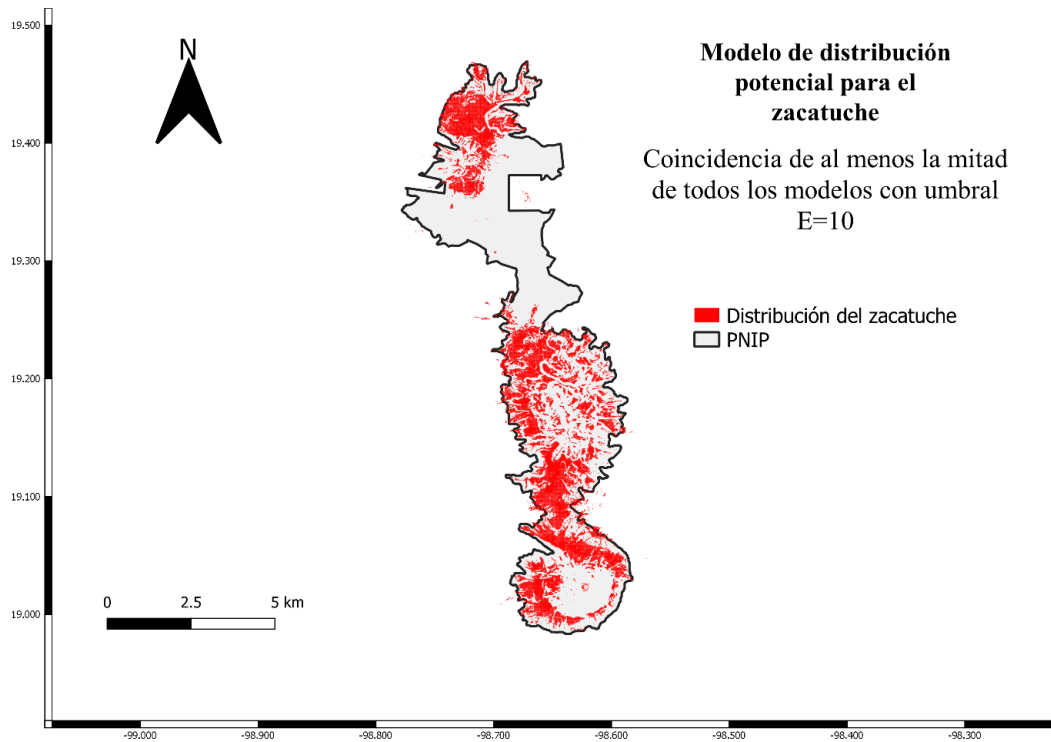 19.500
19.400
19.300
19.200
19.100
19.000
N
Modelo de distribución
potencial para el
zacatuche
Coincidencia de al menos la mitad
de todos los modelos con umbral
E=10
Distribución del zacatuche
PNIP
0 2.5 5 km
-99.000 -98.900 -98.800 -98.700 -98.600 -98.500 -98.400 -98.300